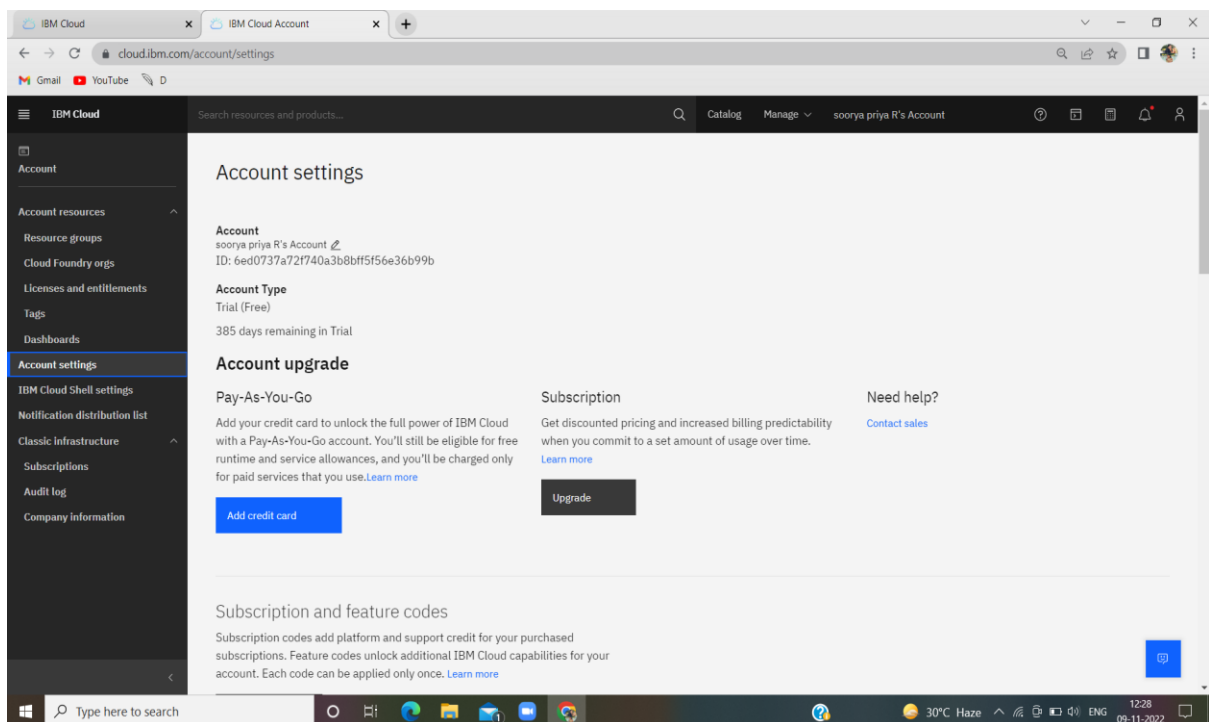 IBM Cloud
IBM Cloud Account
cloud.ibm.com/account/settings
Gmail
YouTube
D
IBM Cloud
Search resources and products...
Catalog
Manage
soorya priya R's Account
Account
Account resources
Resource groups
Cloud Foundry orgs
Licenses and entitlements
Tags
Dashboards
Account settings
IBM Cloud Shell settings
Notification distribution list
Classic infrastructure
Subscriptions
Audit log
Company information
Account settings
Account
soorya priya R's Account
ID: 6ed0737a72f740a3b8bff5f56e36b99b
Account Type
Trial (Free)
385 days remaining in Trial
Account upgrade
Pay-As-You-Go
Add your credit card to unlock the full power of IBM Cloud
with a Pay-As-You-Go account. You'll still be eligible for free
runtime and service allowances, and you'll be charged only
for paid services that you use.Learn more
Add credit card
Subscription
Get discounted pricing and increased billing predictability
when you commit to a set amount of usage over time.
Learn more
Upgrade
Need help?
Contact sales
Subscription and feature codes
Subscription codes add platform and support credit for your purchased
subscriptions. Feature codes unlock additional IBM Cloud capabilities for your
account. Each code can be applied only once. Learn more
Type here to search
1
30°C Haze
ENG
12:28
09-11-2022